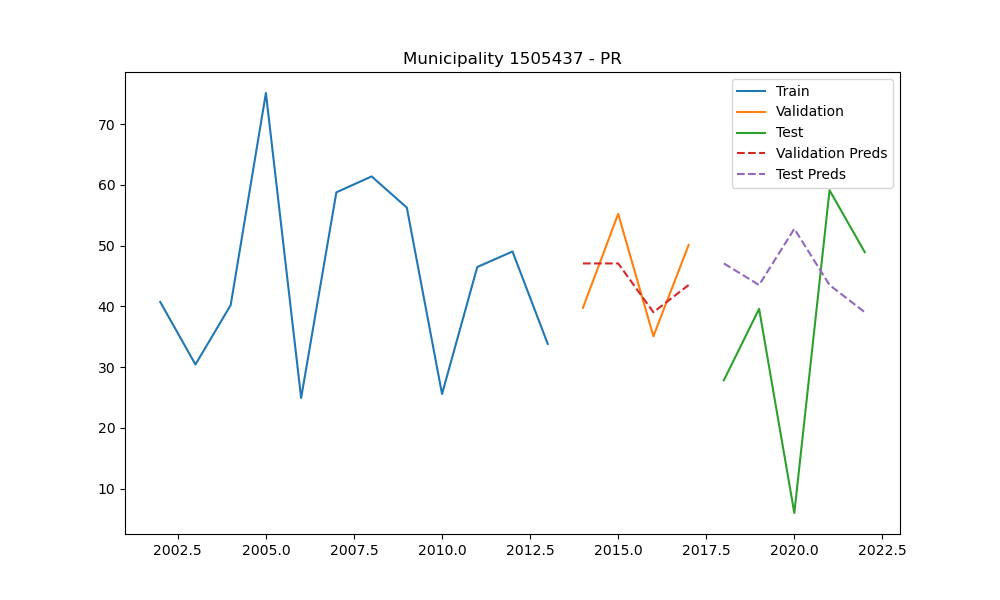 Municipality 1505437 - PR
Train
Validation
Test
Validation Preds
Test Preds
70
60
50
40
30
20
10
2002.5 2005.0 2007.5 2010.0 2012.5 2015.0 2017.5 2020.0 2022.5